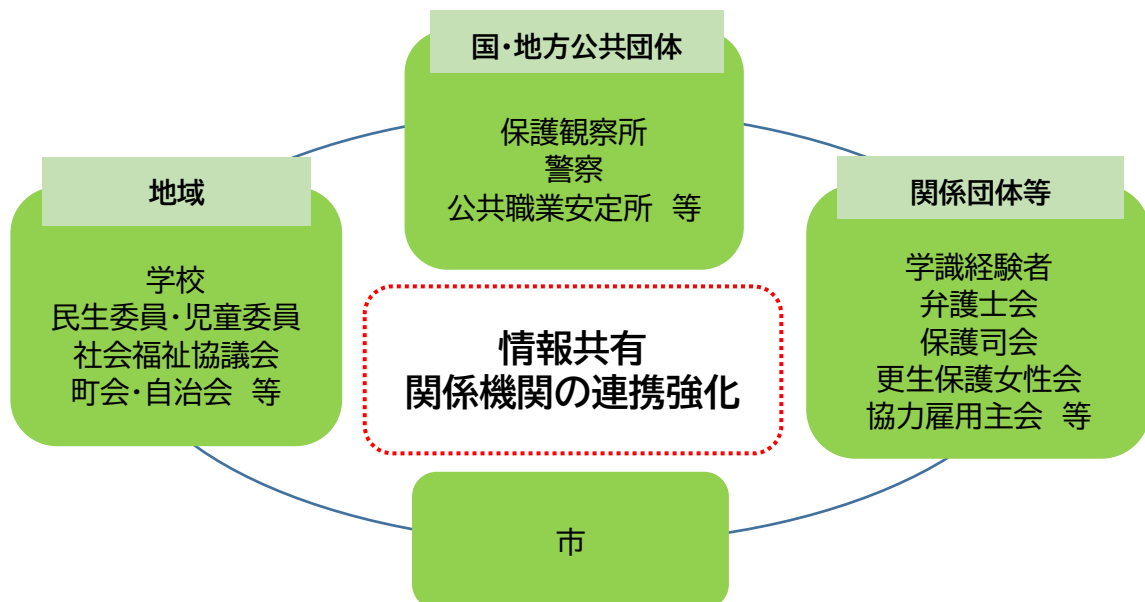 国・地方公共団体
保護観察所
警察
公共職業安定所 等
地域
学校
民生委員・児童委員
社会福祉協議会
町会・自治会 等
関係団体等
学識経験者
弁護士会
保護司会
更生保護女性会
協力雇用主会 等
情報共有
関係機関の連携強化
市